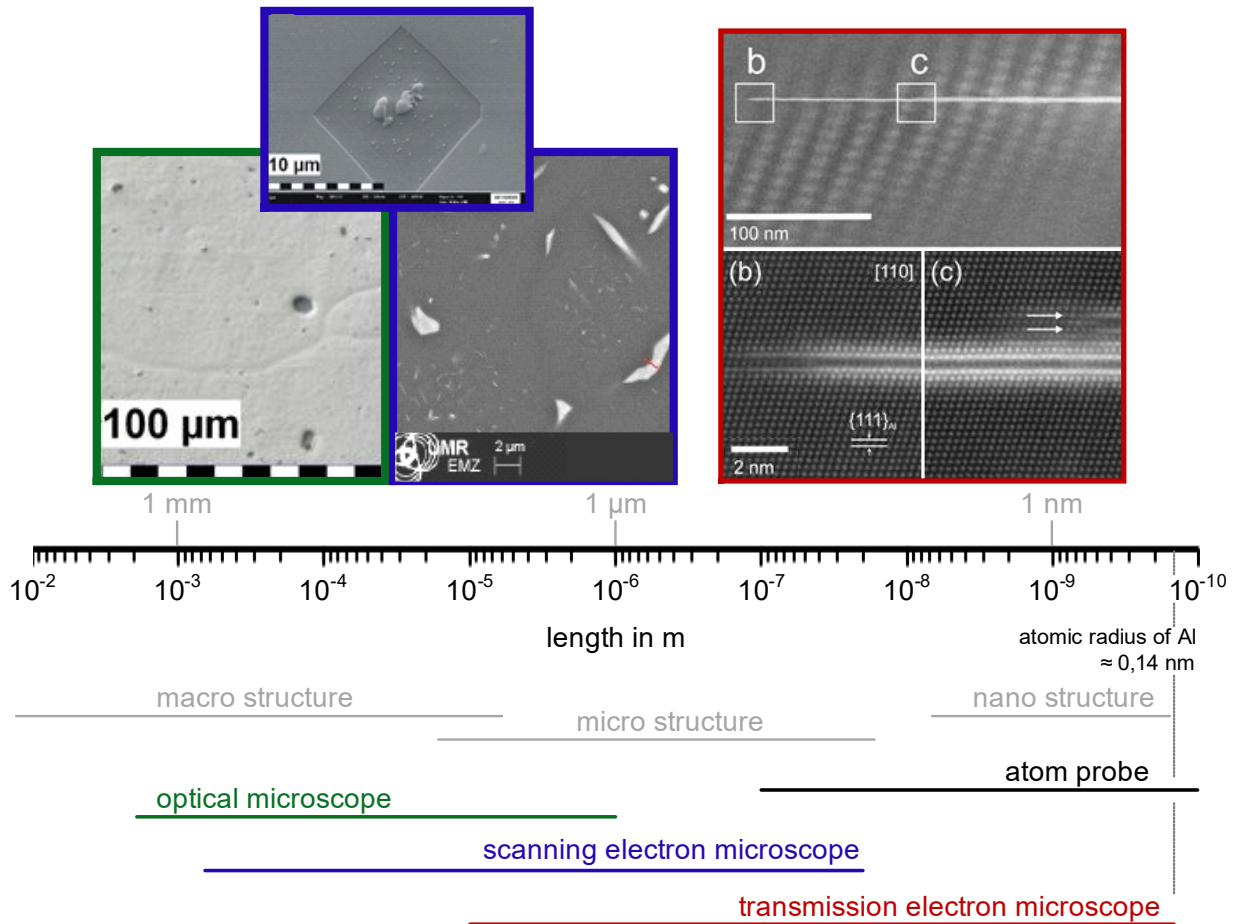 10 µm
b
c
100 nm
100 µm
UMR
EMZ
2 µm
(b)
[110]
(c)
{111}Al
2 nm
1 mm
1 µm
1 nm
10-2
10-3
10-4
10-5
10-6
10-7
10-8
10-9
10-10
length in m
atomic radius of Al
≈ 0,14 nm
macro structure
micro structure
nano structure
atom probe
optical microscope
scanning electron microscope
transmission electron microscope